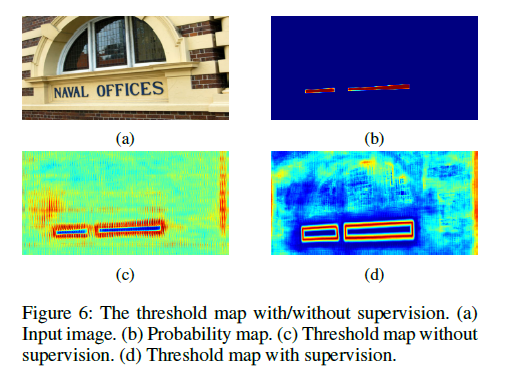 NAVAL OFFICES
(a)
(b)
(c)
(d)
Figure 6: The threshold map with/without supervision. (a)
Input image. (b) Probability map. (c) Threshold map without
supervision. (d) Threshold map with supervision.